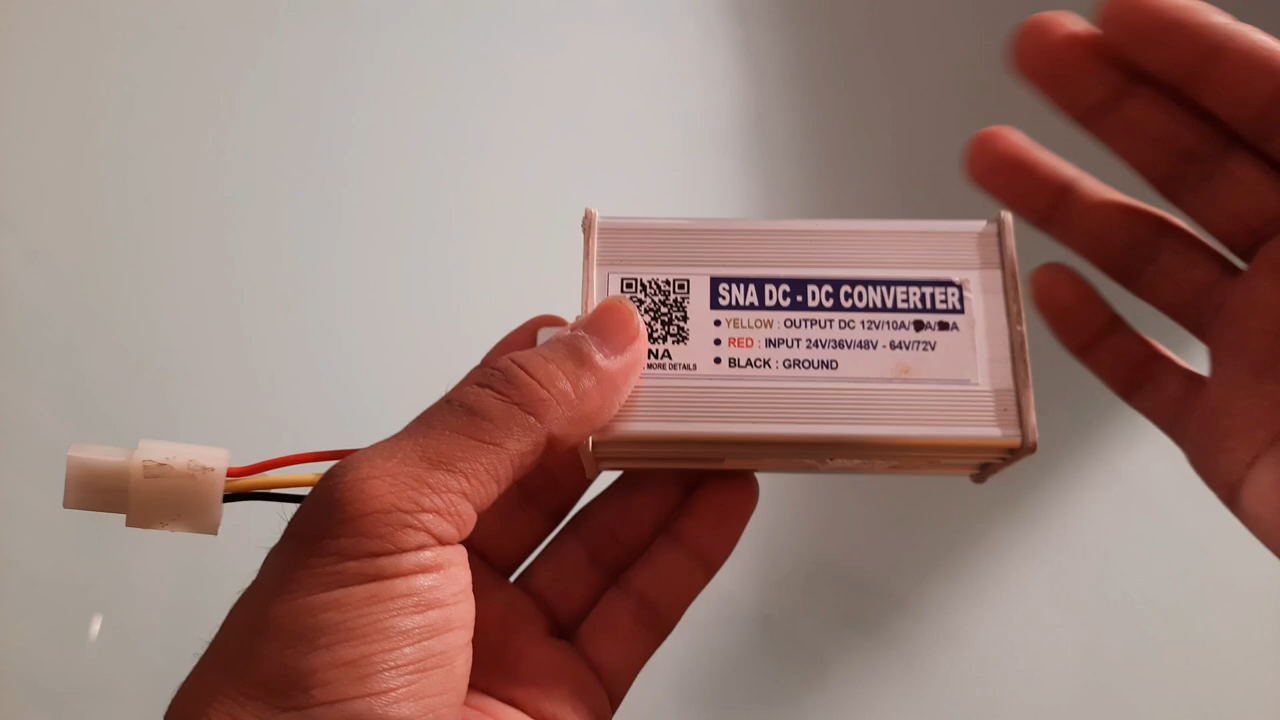 SNA DC - DC CONVERTER
YELLOW : OUTPUT DC 12V/10A/
RED : INPUT 24V/36V/48V - 64V/72V
BLACK : GROUND
MORE DETAILS